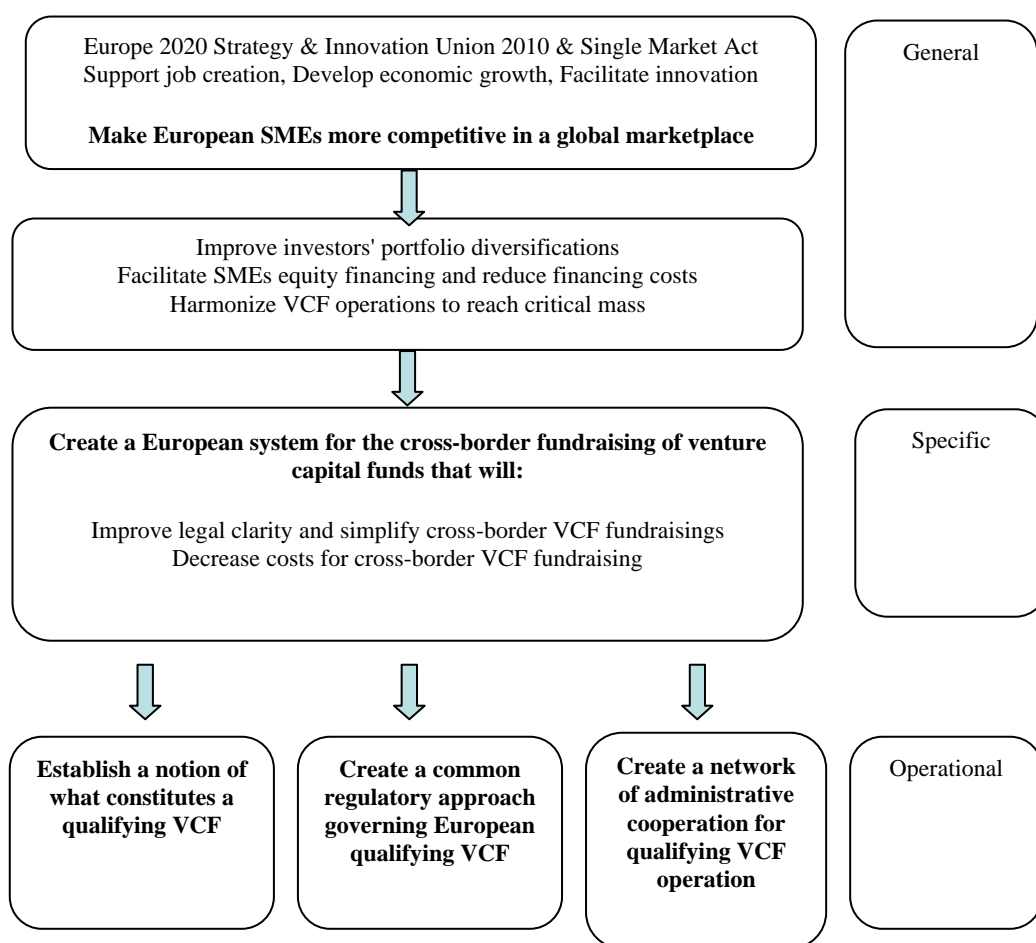 Europe 2020 Strategy & Innovation Union 2010 & Single Market Act
Support job creation, Develop economic growth, Facilitate innovation
Make European SMEs more competitive in a global marketplace
General
Improve investors' portfolio diversifications
Facilitate SMEs equity financing and reduce financing costs
Harmonize VCF operations to reach critical mass
Create a European system for the cross-border fundraising of venture
capital funds that will:
Improve legal clarity and simplify cross-border VCF fundraisings
Decrease costs for cross-border VCF fundraising
Specific
Establish a notion of
what constitutes a
qualifying VCF
Create a common
regulatory approach
governing European
qualifying VCF
Create a network
of administrative
cooperation for
qualifying VCF
operation
Operational